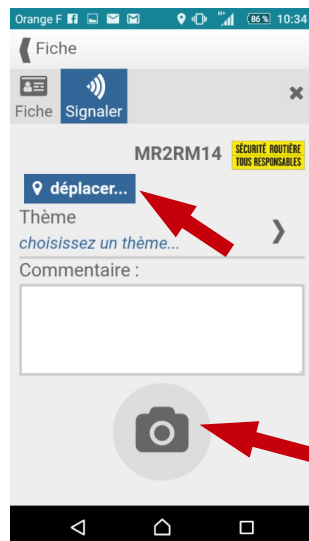 Orange F 86 % 10:34
Fiche
Fiche Signaler
MR2RM14 SÉCURITÉ ROUTIÈRE
TOUS RESPONSABLES
déplacer...
Thème
choisissez un thème...
Commentaire :